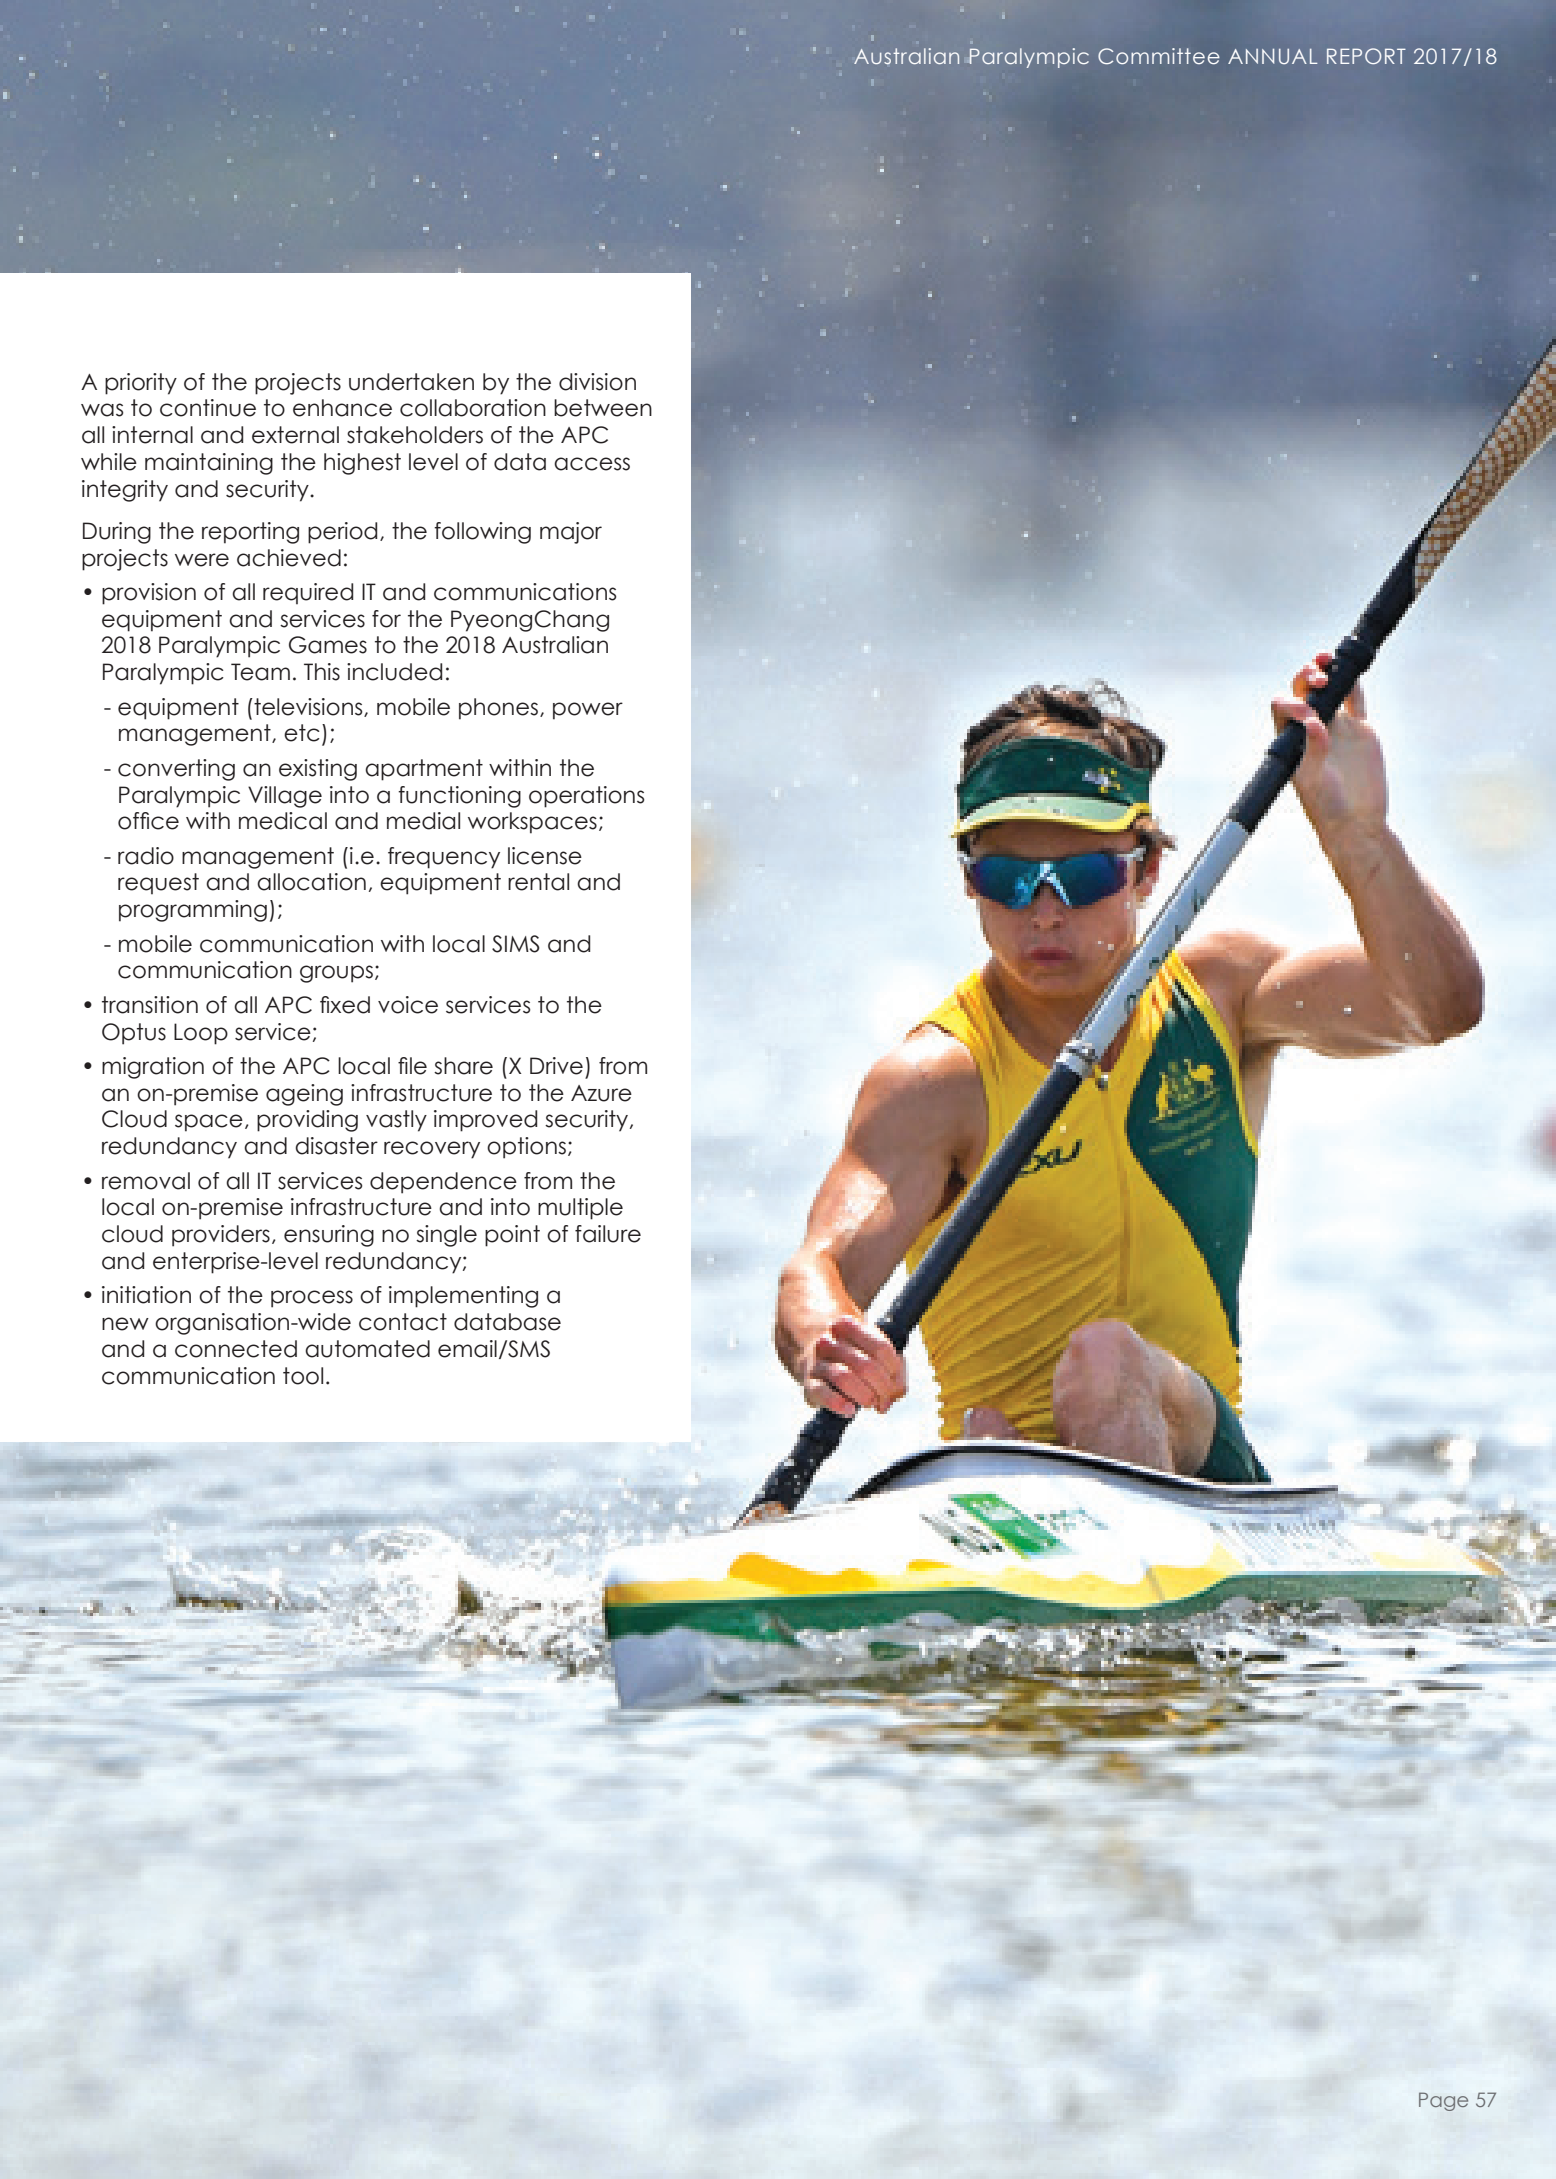 Australian Paralympic Committee ANNUAL REPORT 2017/18
A priority of the projects undertaken by the division
was to continue to enhance collaboration between
all internal and external stakeholders of the APC
while maintaining the highest level of data access
integrity and security.
During the reporting period, the following major
projects were achieved:
• provision of all required IT and communications
equipment and services for the PyeongChang
2018 Paralympic Games to the 2018 Australian
Paralympic Team. This included:
- equipment (televisions, mobile phones, power
management, etc);
- converting an existing apartment within the
Paralympic Village into a functioning operations
office with medical and medial workspaces;
- radio management (i.e. frequency license
request and allocation, equipment rental and
programming);
- mobile communication with local SIMS and
communication groups;
• transition of all APC fixed voice services to the
Optus Loop service;
• migration of the APC local file share (X Drive) from
an on-premise ageing infrastructure to the Azure
Cloud space, providing vastly improved security,
redundancy and disaster recovery options;
• removal of all IT services dependence from the
local on-premise infrastructure and into multiple
cloud providers, ensuring no single point of failure
and enterprise-level redundancy;
• initiation of the process of implementing a
new organisation-wide contact database
and a connected automated email/SMS
communication tool.
Page 57